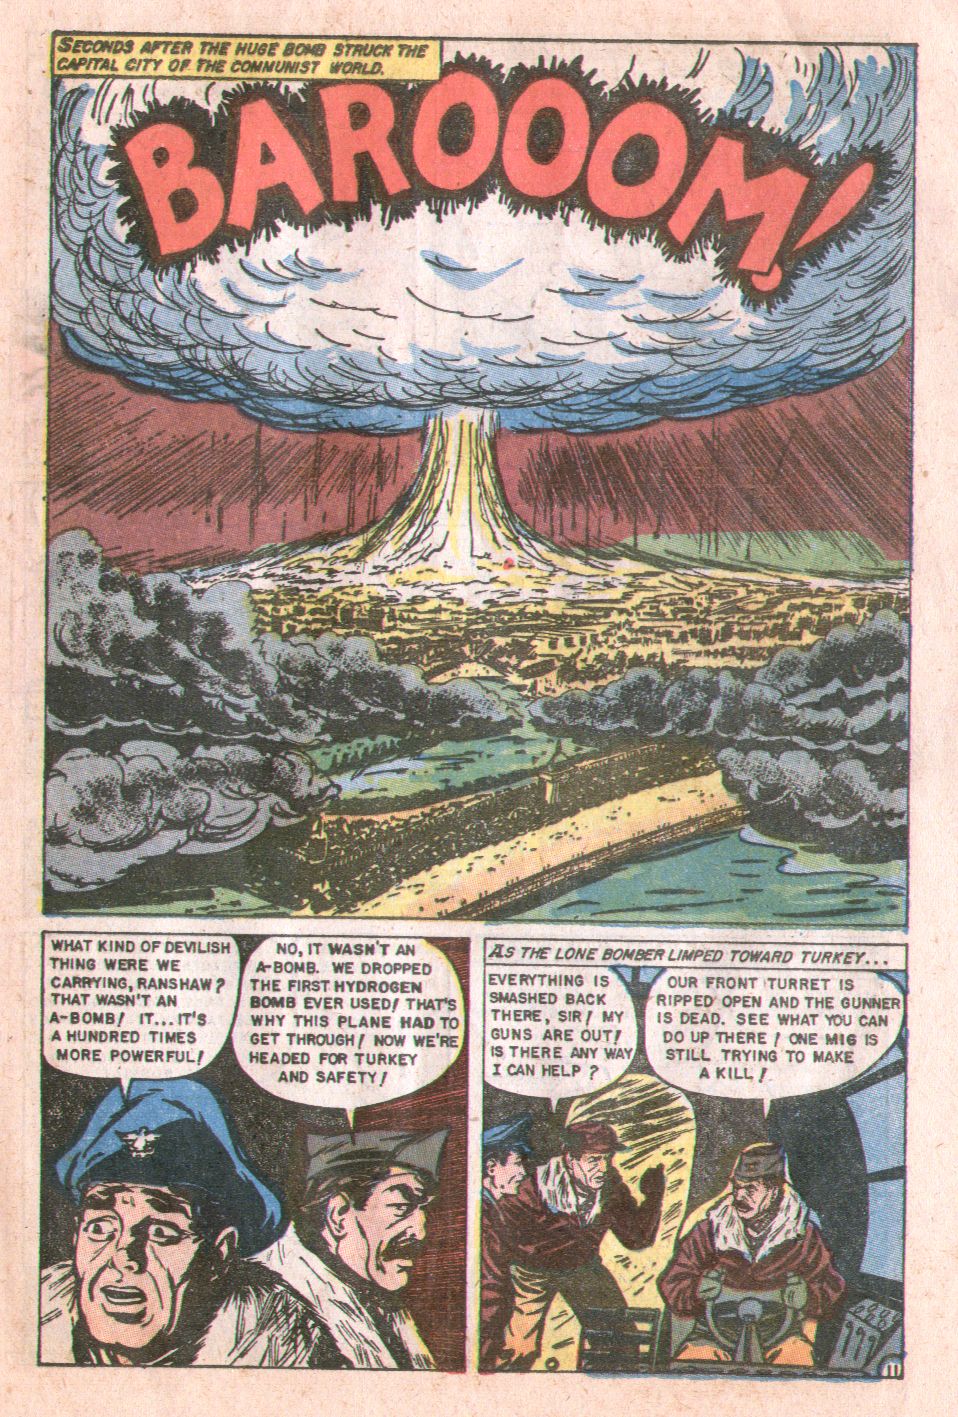 SECONDS AFTER THE HUGE BOMB STRUCK THE
CAPITAL CITY OF THE COMMUNIST WORLD.
BAROOOM!
WHAT KIND OF DEVILISH
THING WERE WE
CARRYING, RANSHAW?
THAT WASN'T AN
A-BOMB! IT...IT'S
A HUNDRED TIMES
MORE POWERFUL!
NO, IT WASN'T AN
A-BOMB. WE DROPPED
THE FIRST HYDROGEN
BOMB EVER USED! THAT'S
WHY THIS PLANE HAD TO
GET THROUGH! NOW WE'RE
HEADED FOR TURKEY
AND SAFETY!
AS THE LONE BOMBER LIMPED TOWARD TURKEY...
EVERYTHING IS
SMASHED BACK
THERE, SIR! MY
GUNS ARE OUT!
IS THERE ANY WAY
I CAN HELP?
OUR FRONT TURRET IS
RIPPED OPEN AND THE GUNNER
IS DEAD. SEE WHAT YOU CAN
DO UP THERE! ONE MIG IS
STILL TRYING TO MAKE
A KILL!
11